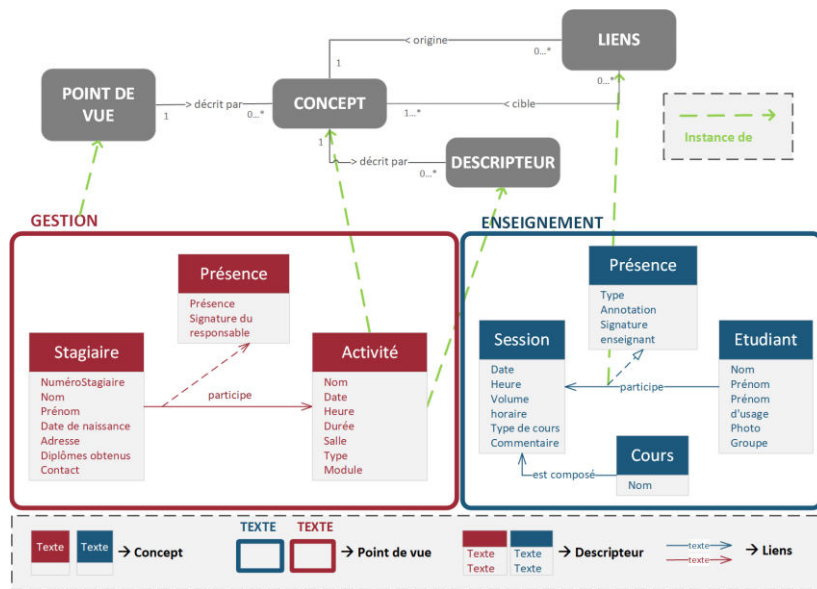 < origine
0...*
LIENS
0...*
1
POINT DE
VUE
1
> décrit par
0...*
CONCEPT
1...*
< cible
1
> décrit par
0...*
DESCRIPTEUR
Instance de
GESTION
Présence
Présence
Signature du
responsable
Stagiaire
NuméroStagiaire
Nom
Prénom
Date de naissance
Adresse
Diplômes obtenus
Contact
participe
Activité
Nom
Date
Heure
Durée
Salle
Type
Module
ENSEIGNEMENT
Présence
Type
Annotation
Signature
enseignant
Session
Date
Heure
Volume
horaire
Type de cours
Commentaire
participe
Etudiant
Nom
Prénom
Prénom
d'usage
Photo
Groupe
est composé
Cours
Nom
Texte
Texte
Concept
TEXTE
TEXTE
Point de vue
Texte
Texte
Texte
Texte
Descripteur
texte
texte
Liens